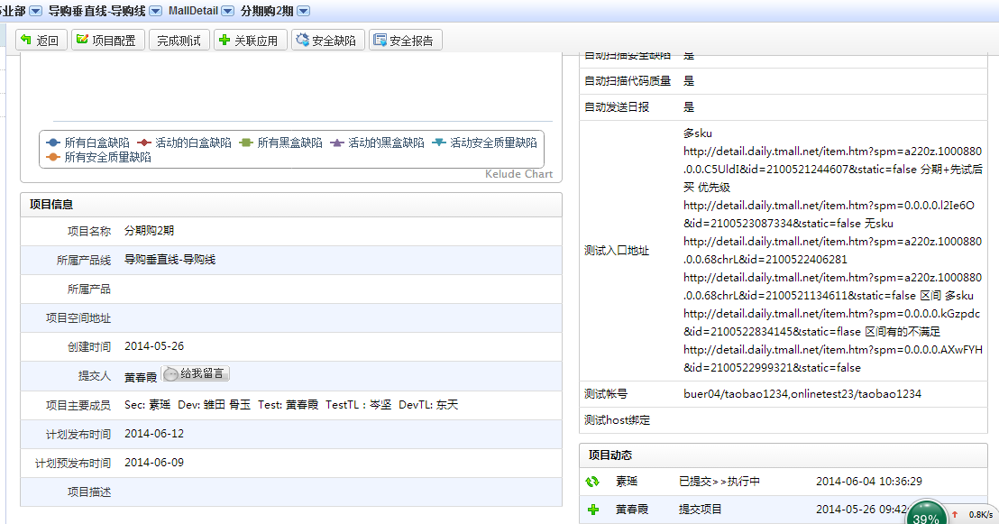 事业部 导购垂直线-导购线 MallDetail 分期购2期
返回 项目配置 完成测试 关联应用 安全缺陷 安全报告
所有白盒缺陷 活动的白盒缺陷 所有黑盒缺陷 活动的黑盒缺陷 活动安全质量缺陷
所有安全质量缺陷
Kelude Chart
项目信息
项目名称 分期购2期
所属产品线 导购垂直线-导购线
所属产品
项目空间地址
创建时间 2014-05-26
提交人 黄春霞 给我留言
项目主要成员 Sec: 素瑶 Dev: 雏田 骨玉 Test: 黄春霞 TestTL : 岑坚 DevTL: 东天
计划发布时间 2014-06-12
计划预发布时间 2014-06-09
项目描述
自动扫描安全缺陷 是
自动扫描代码质量 是
自动发送日报 是
测试入口地址
多sku
http://detail.daily.tmall.net/item.htm?spm=a220z.1000880
.0.0.C5UldI&id=2100521244607&static=false 分期+先试后
买 优先级
http://detail.daily.tmall.net/item.htm?spm=0.0.0.0.l2Ie6O
&id=2100523087334&static=false 无sku
http://detail.daily.tmall.net/item.htm?spm=a220z.1000880
.0.0.68chrL&id=2100522406281
http://detail.daily.tmall.net/item.htm?spm=a220z.1000880
.0.0.68chrL&id=2100521134611&static=false 区间 多sku
http://detail.daily.tmall.net/item.htm?spm=0.0.0.0.kGzpdc
&id=2100522834145&static=flase 区间有的不满足
http://detail.daily.tmall.net/item.htm?spm=0.0.0.0.AXwFYH
&id=2100522999321&static=false
测试帐号 buer04/taobao1234,onlinetest23/taobao1234
测试host绑定
项目动态
素瑶 已提交>>执行中 2014-06-04 10:36:29
黄春霞 提交项目 2014-05-26 09:42
39% 0.8K/s